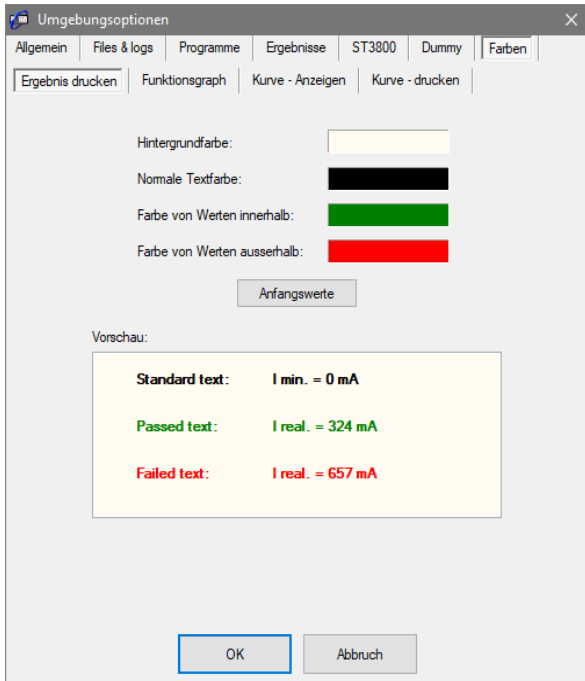 Umgebungsoptionen
Allgemein Files & logs Programme Ergebnisse ST3800 Dummy Farben
Ergebnis drucken Funktionsgraph Kurve - Anzeigen Kurve - drucken
Hintergrundfarbe:
Normale Textfarbe:
Farbe von Werten innerhalb:
Farbe von Werten ausserhalb:
Anfangswerte
Vorschau:
Standard text: I min. = 0 mA
Passed text: I real. = 324 mA
Failed text: I real. = 657 mA
OK Abbruch